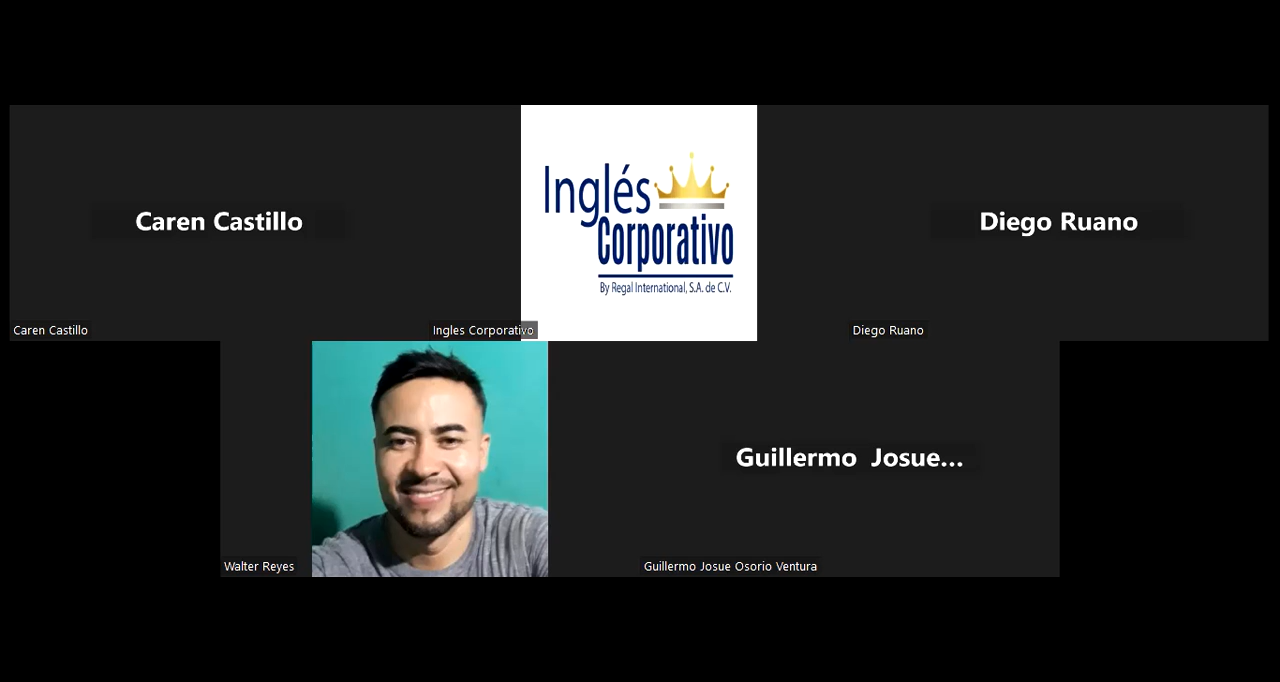 Caren Castillo
Inglés
Corporativo
By Regal International, S.A. de C.V.
Diego Ruano
Caren Castillo
Ingles Corporativo
Diego Ruano
Guillermo Josue...
Walter Reyes
Guillermo Josue Osorio Ventura